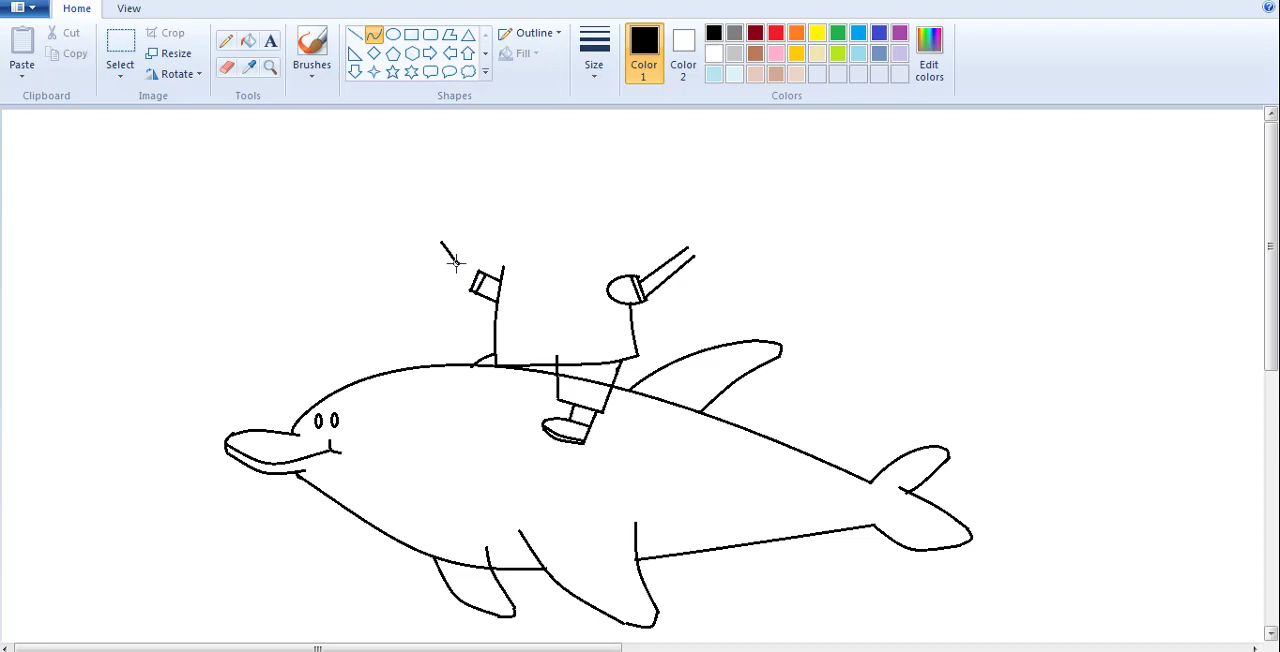 Home View
Cut
Copy
Paste
Clipboard
Crop
Resize
Rotate
Select
Image
A
Tools
Brushes
Outline
Fill
Shapes
Size
Color 1
Color 2
Edit colors
Colors